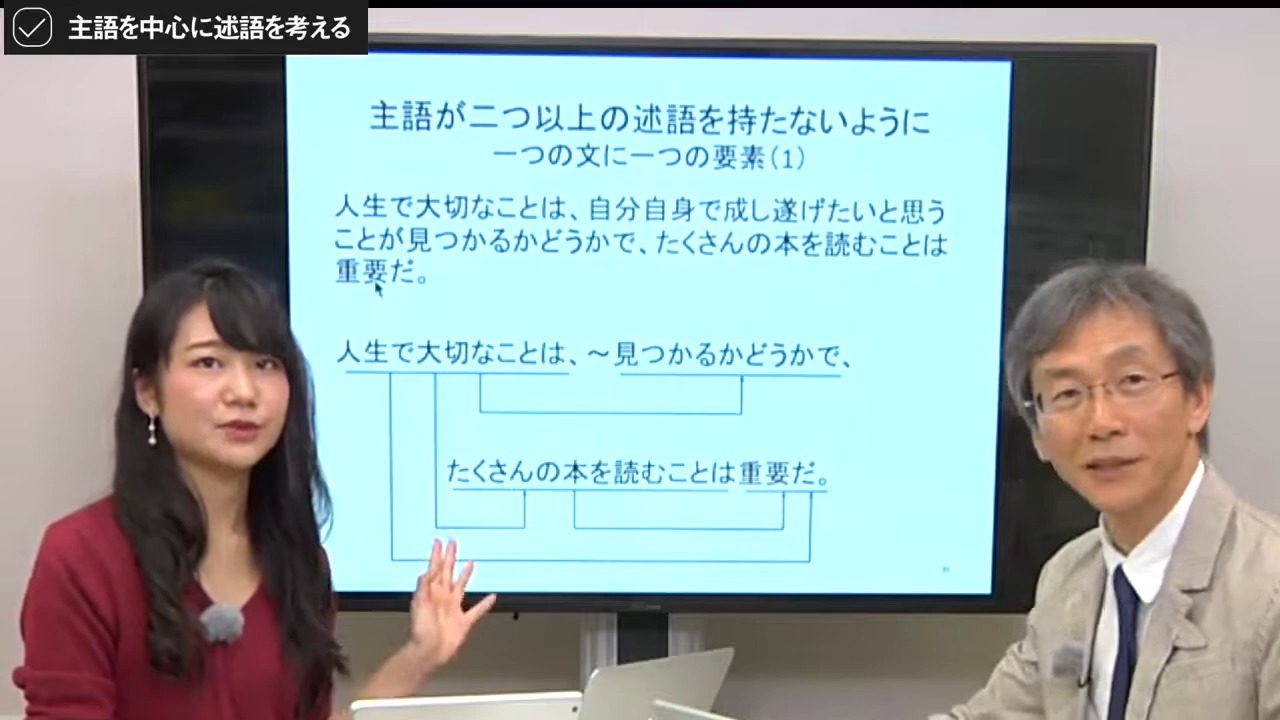 主語を中心に述語を考える
主語が二つ以上の述語を持たないように
一つの文に一つの要素(1)
人生で大切なことは、自分自身で成し遂げたいと思う
ことが見つかるかどうかで、たくさんの本を読むことは
重要だ。
人生で大切なことは、～見つかるかどうかで、
たくさんの本を読むことは重要だ。